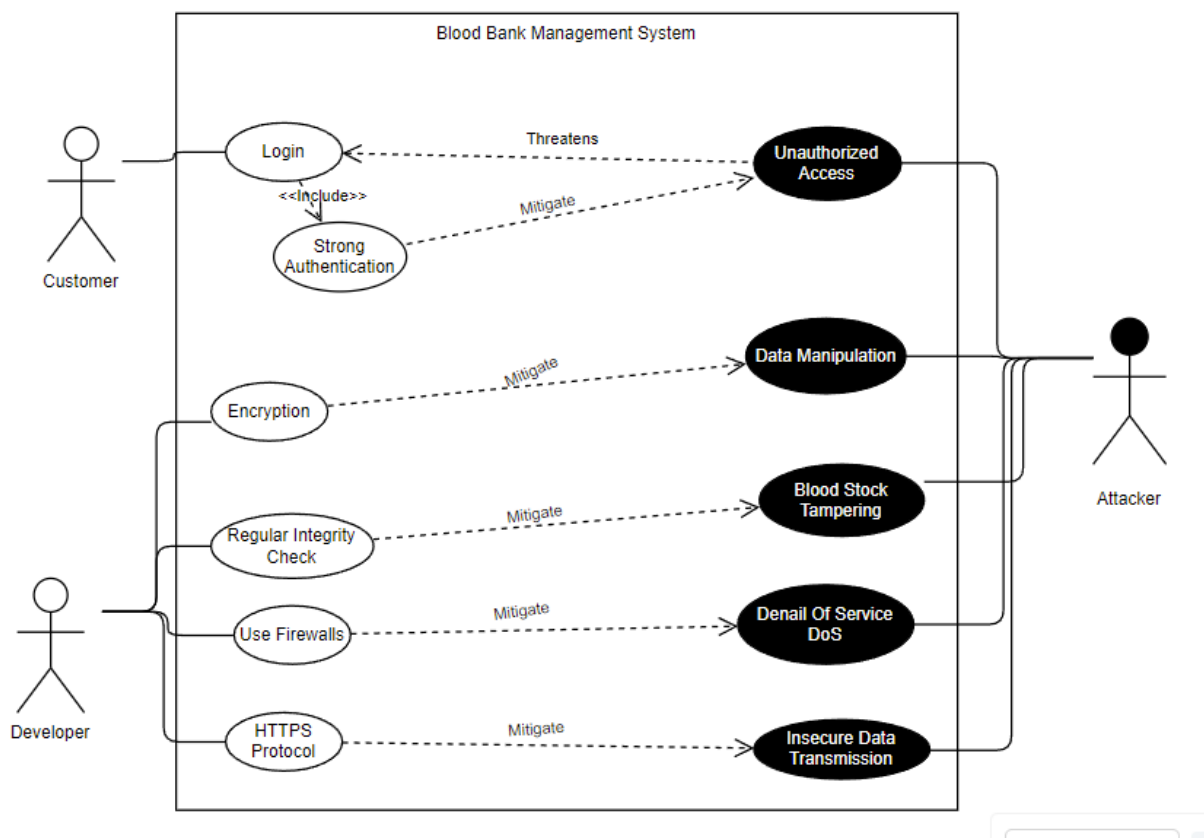 Blood Bank Management System
Login
Threatens
Unauthorized
Access
<<Include>>
Mitigate
Strong
Authentication
Customer
Data Manipulation
Mitigate
Encryption
Blood Stock
Tampering
Attacker
Mitigate
Regular Integrity
Check
Mitigate
Denail Of Service
DoS
Use Firewalls
Developer
HTTPS
Protocol
Mitigate
Insecure Data
Transmission